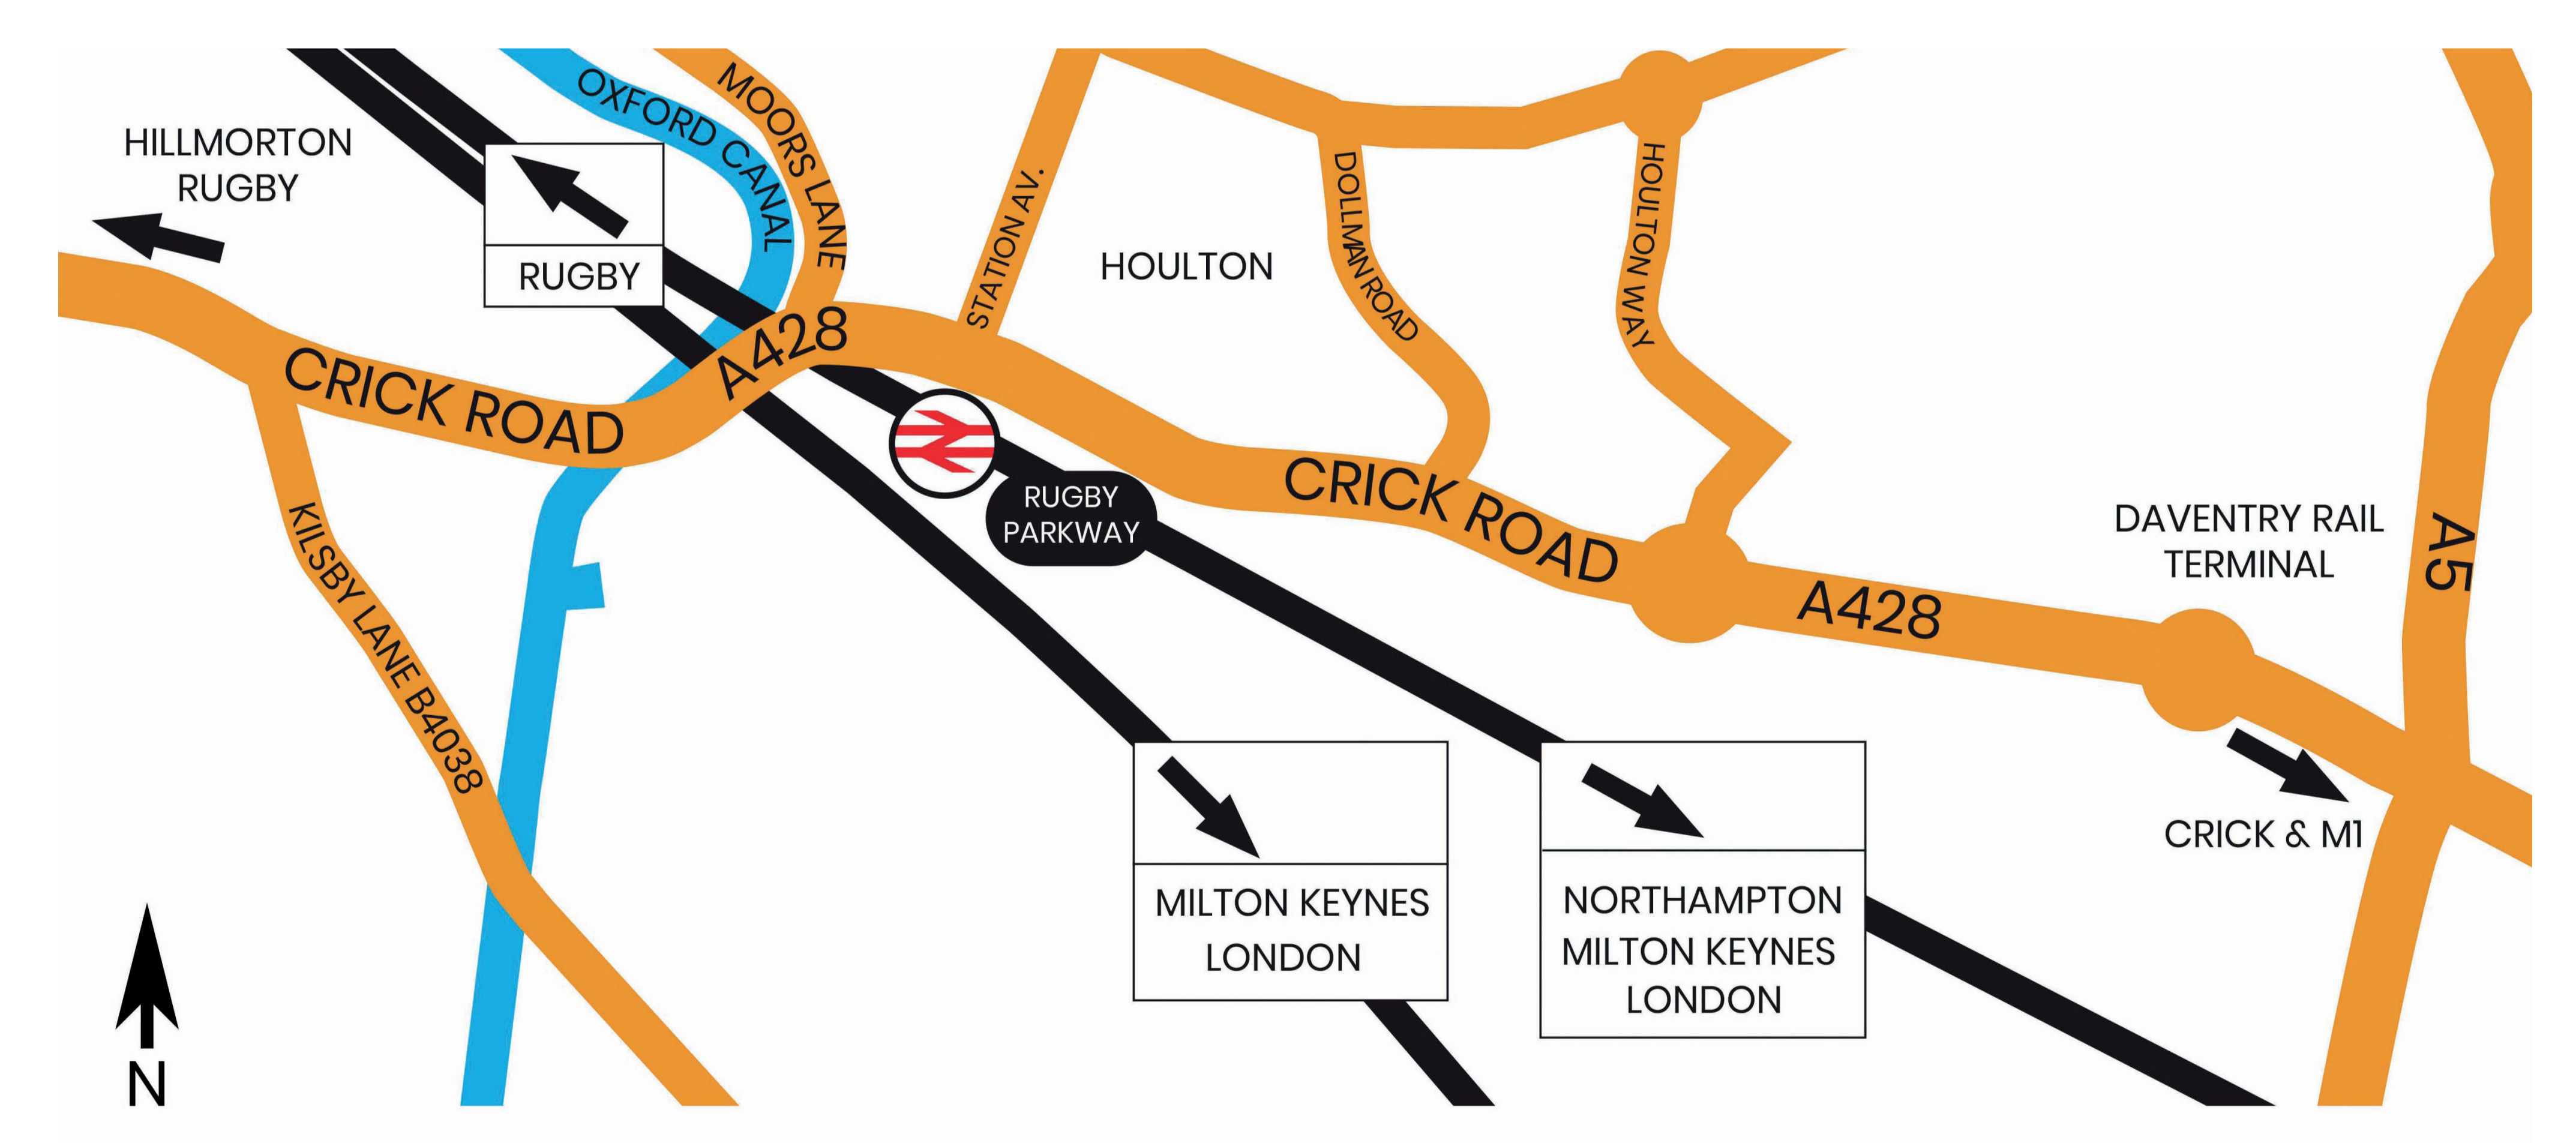 OXFORD CANAL
MOORS LANE
HILLMORTON
RUGBY
RUGBY
STATION AV.
HOULTON
DOLLMAN ROAD
HOULTON WAY
A428
CRICK ROAD
CRICK ROAD
RUGBY
PARKWAY
KILSBY LANE B4038
A428
DAVENTRY RAIL
TERMINAL
A5
CRICK & M1
MILTON KEYNES
LONDON
NORTHAMPTON
MILTON KEYNES
LONDON
N